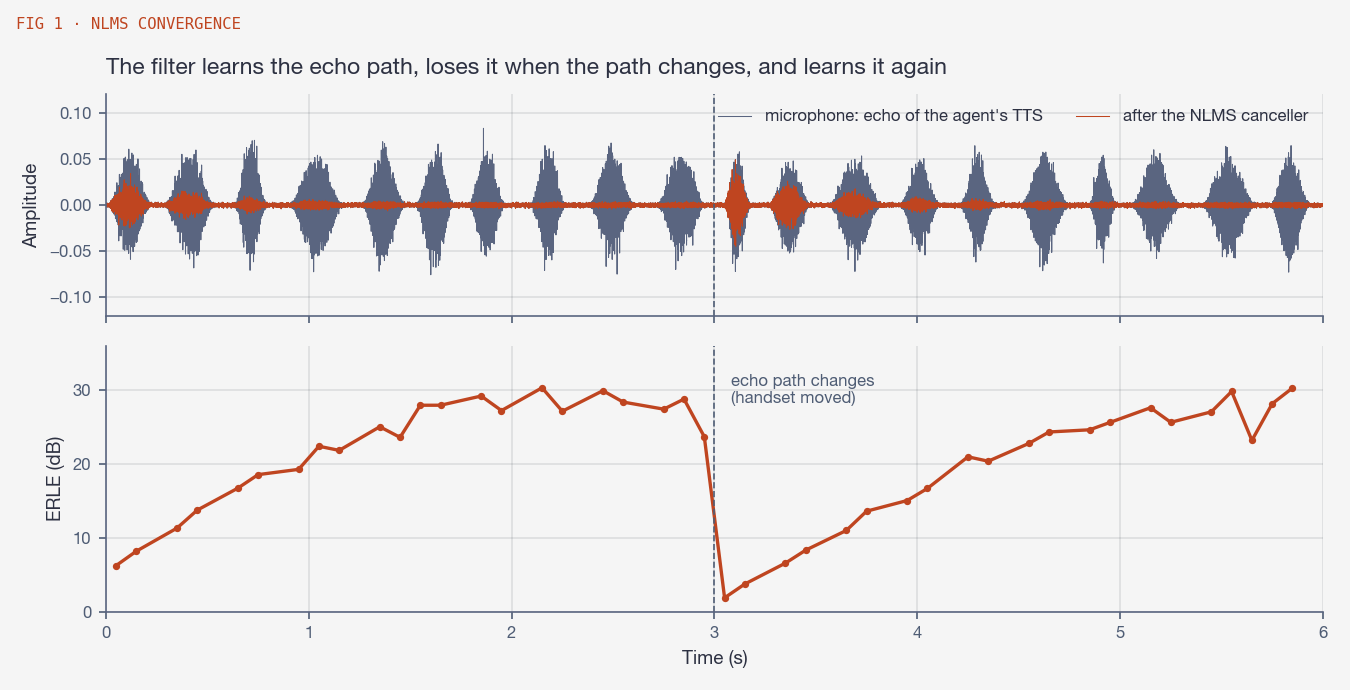 FIG 1 · NLMS CONVERGENCE
The filter learns the echo path, loses it when the path changes, and learns it again
microphone: echo of the agent's TTS
after the NLMS canceller
Amplitude
0.10
0.05
0.00
−0.05
−0.10
echo path changes
(handset moved)
ERLE (dB)
30
20
10
0
0 1 2 3 4 5 6
Time (s)